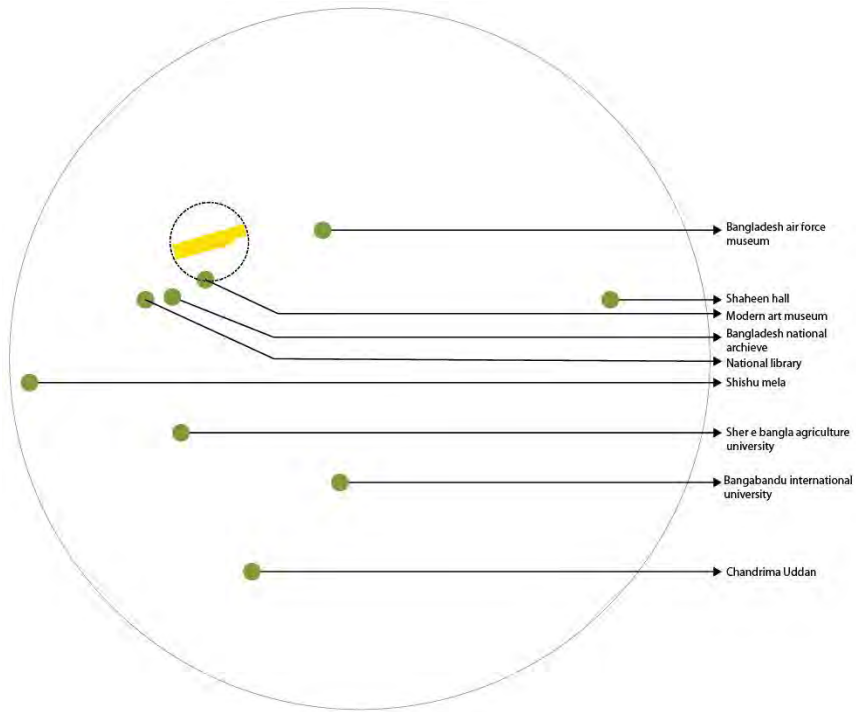 Bangladesh air force
museum
Shaheen hall
Modern art museum
Bangladesh national
archieve
National library
Shishu mela
Sher e bangla agriculture
university
Bangabandu international
university
Chandrima Uddan